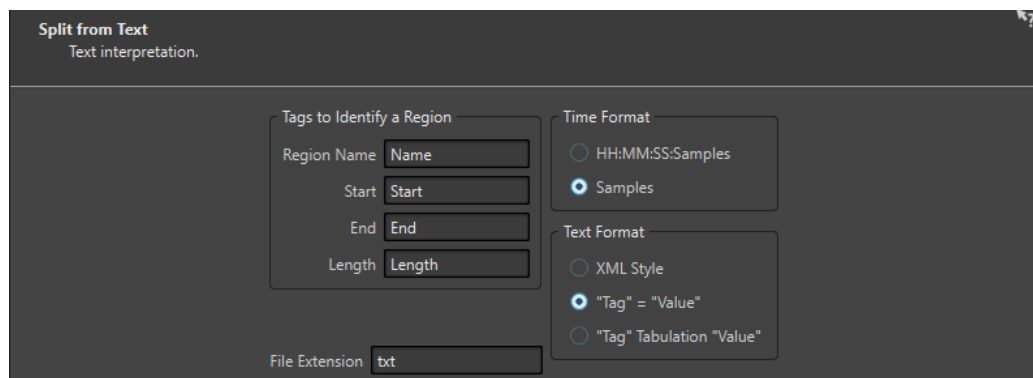 Split from Text
Text interpretation.
Tags to Identify a Region
Region Name Name
Start Start
End End
Length Length
File Extension txt
Time Format
HH:MM:SS:Samples
Samples
Text Format
XML Style
"Tag" = "Value"
"Tag" Tabulation "Value"